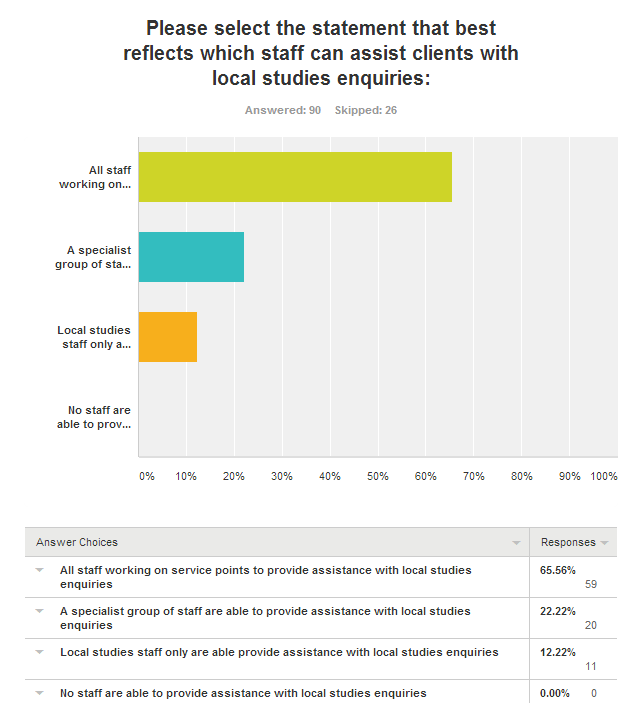 Please select the statement that best
reflects which staff can assist clients with
local studies enquiries:
Answered: 90 Skipped: 26
All staff
working on...
A specialist
group of sta...
Local studies
staff only a...
No staff are
able to prov...
0% 10% 20% 30% 40% 50% 60% 70% 80% 90% 100%
Answer Choices Responses
All staff working on service points to provide assistance with local studies
enquiries
65.56%
59
A specialist group of staff are able to provide assistance with local studies
enquiries
22.22%
20
Local studies staff only are able provide assistance with local studies enquiries
12.22%
11
No staff are able to provide assistance with local studies enquiries 0.00% 0